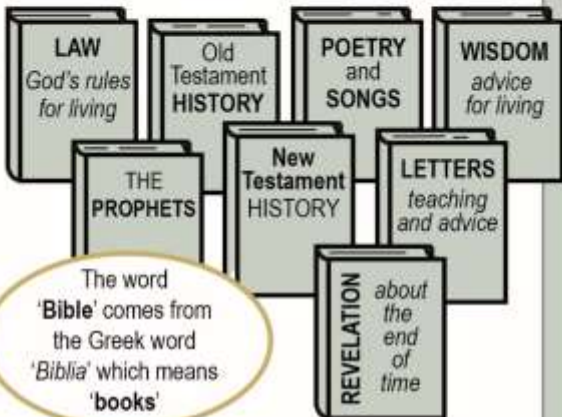 LAW
God's rules
for living
Old
Testament
HISTORY
POETRY
and
SONGS
WISDOM
advice
for living
THE
PROPHETS
New
Testament
HISTORY
LETTERS
teaching
and advice
REVELATION
about
the
end
of
time
The word
'Bible' comes from
the Greek word
'Biblia' which means
'books'